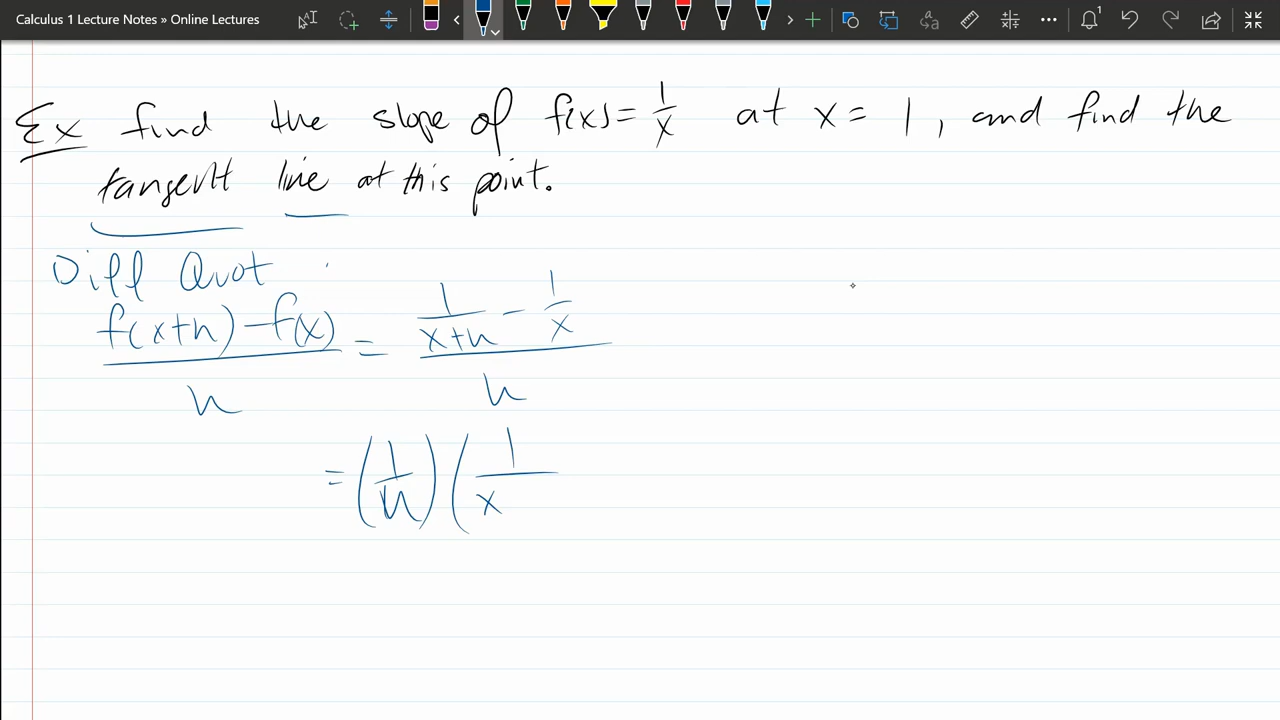 Calculus 1 Lecture Notes » Online Lectures
1
Ex find the slope of f(x) = 1/x at x = 1, and find the
tangent line at this point.
Diff Quot
(f(x+h) - f(x))/h = (1/(x+h) - 1/x)/h
= (1/h)(1/x